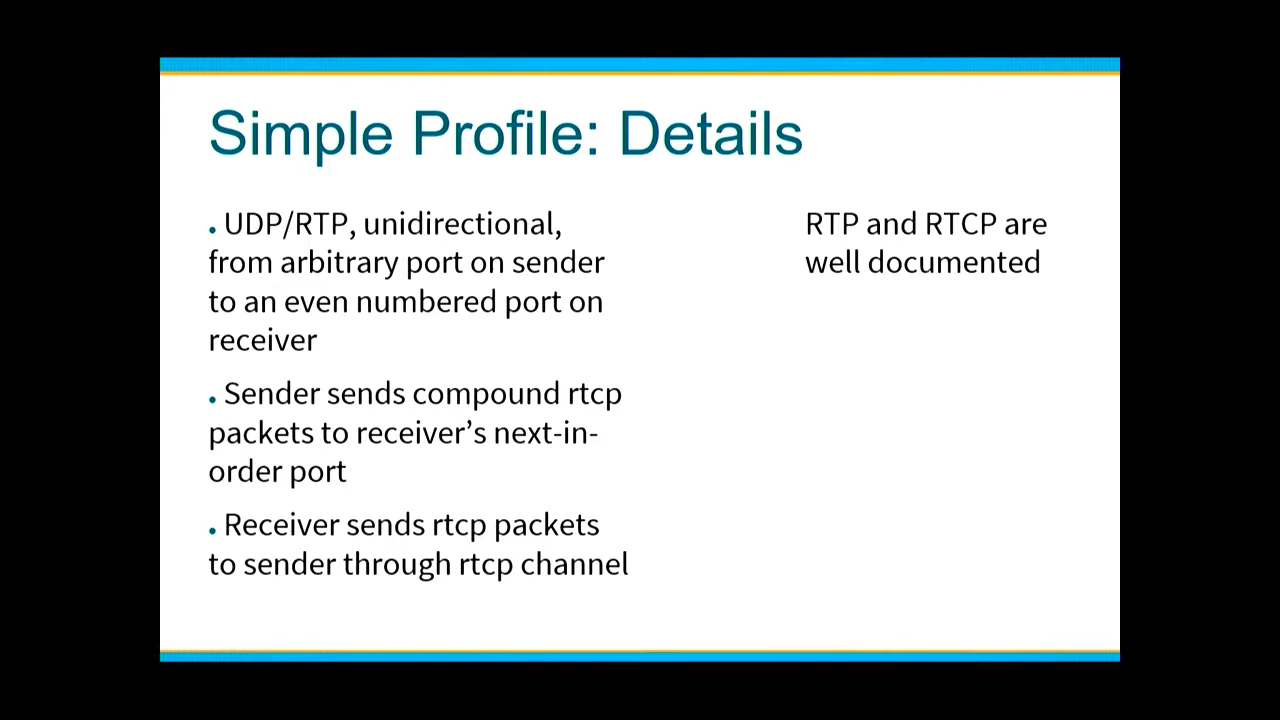 Simple Profile: Details
• UDP/RTP, unidirectional,
from arbitrary port on sender
to an even numbered port on
receiver
• Sender sends compound rtcp
packets to receiver’s next-in-
order port
• Receiver sends rtcp packets
to sender through rtcp channel
RTP and RTCP are
well documented